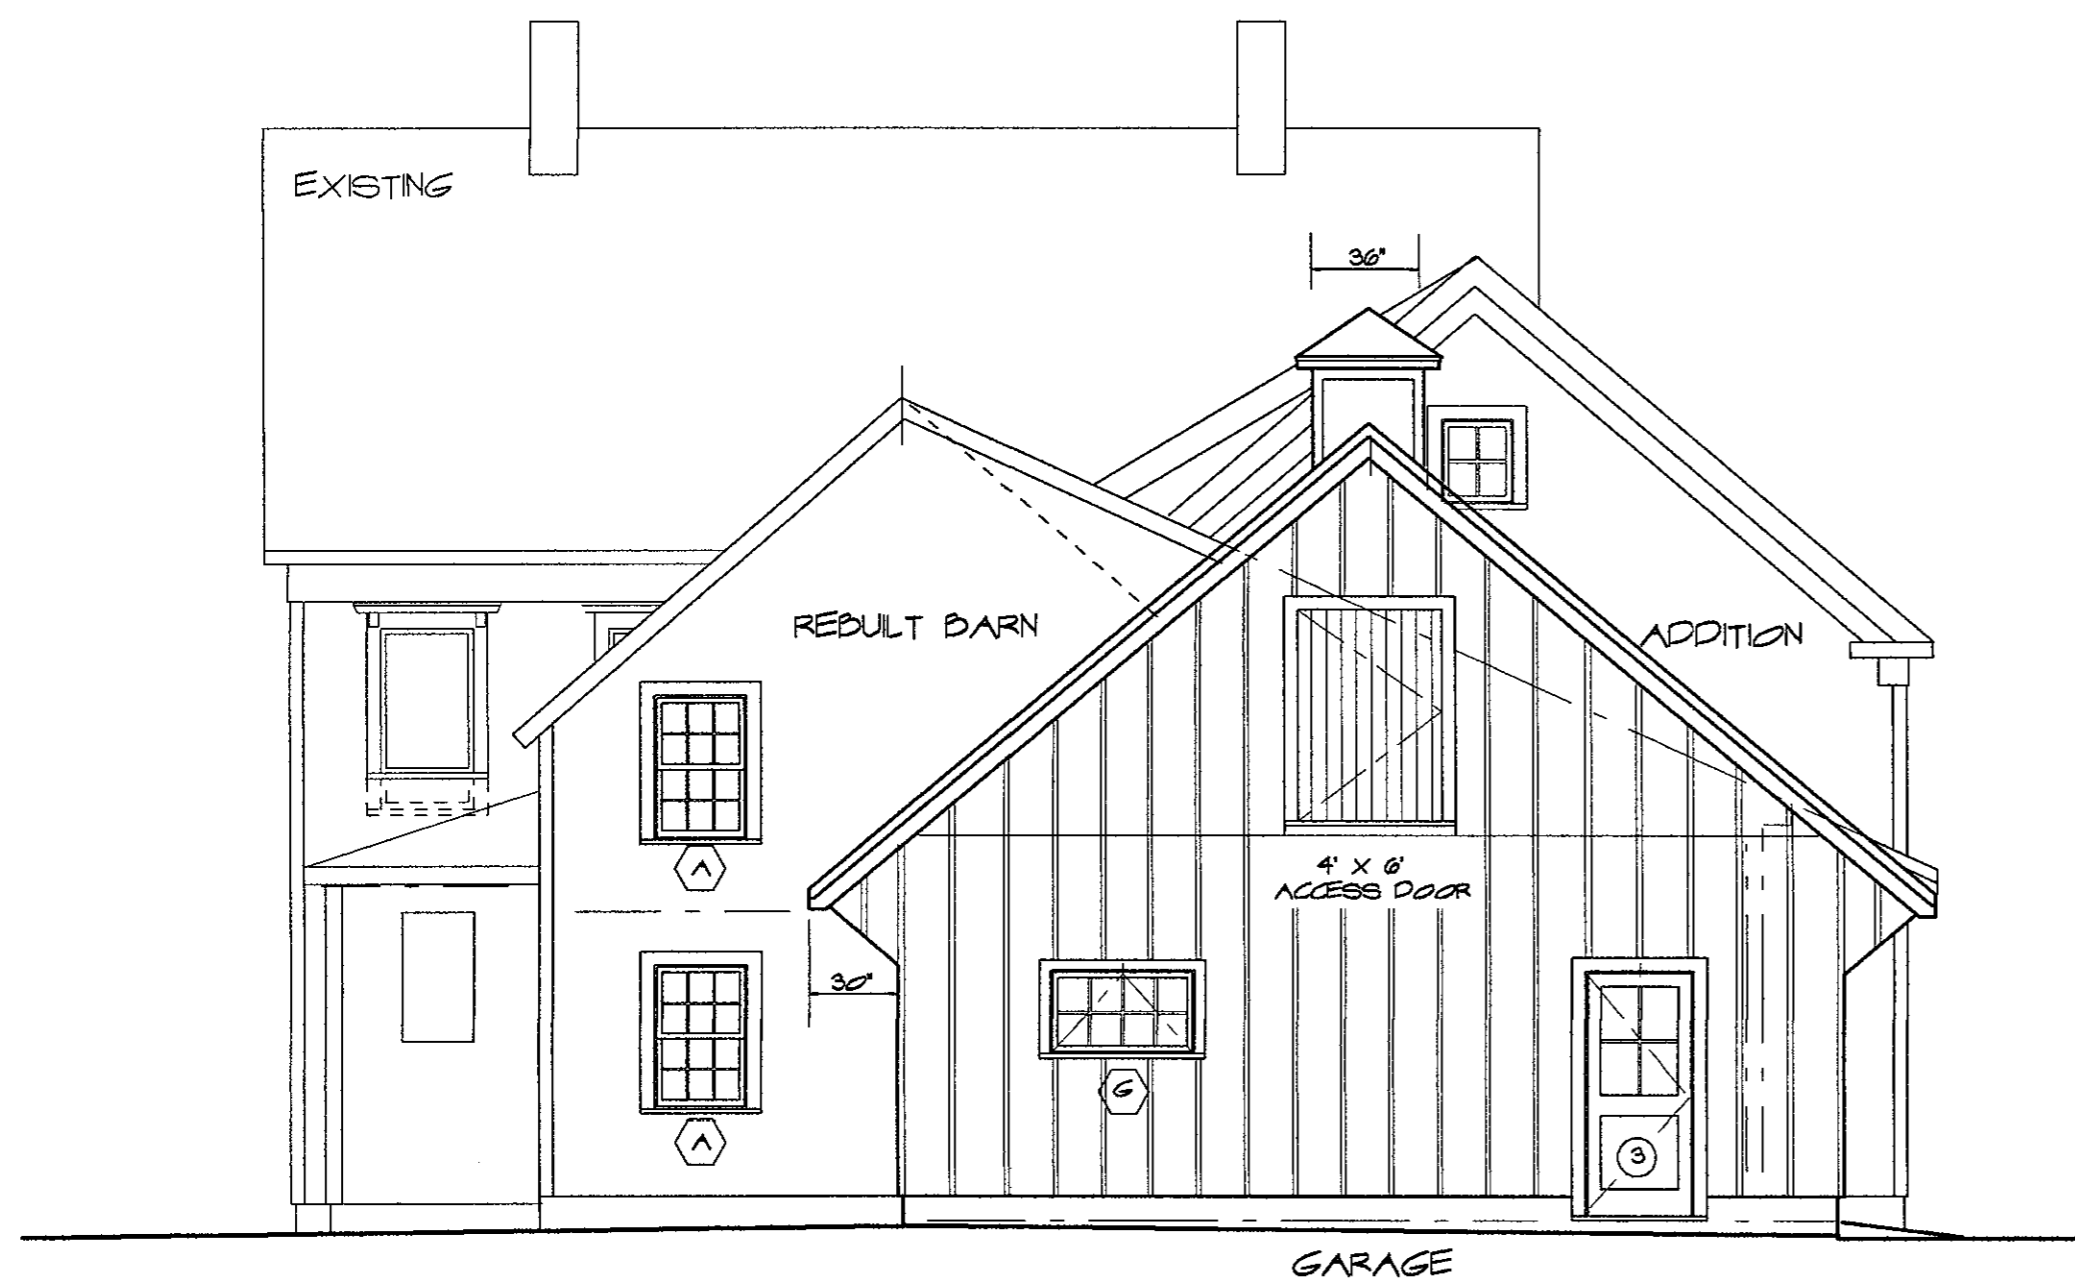 EXISTING
36"
REBUILT BARN
ADDITION
4' X 6'
ACCESS DOOR
A
30"
G
A
3
GARAGE